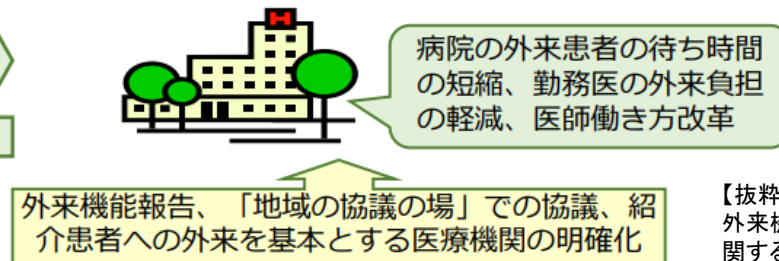 H
病院の外来患者の待ち時間
の短縮、勤務医の外来負担
の軽減、医師働き方改革
外来機能報告、「地域の協議の場」での協議、紹
介患者への外来を基本とする医療機関の明確化
【抜粋
外来機
関する